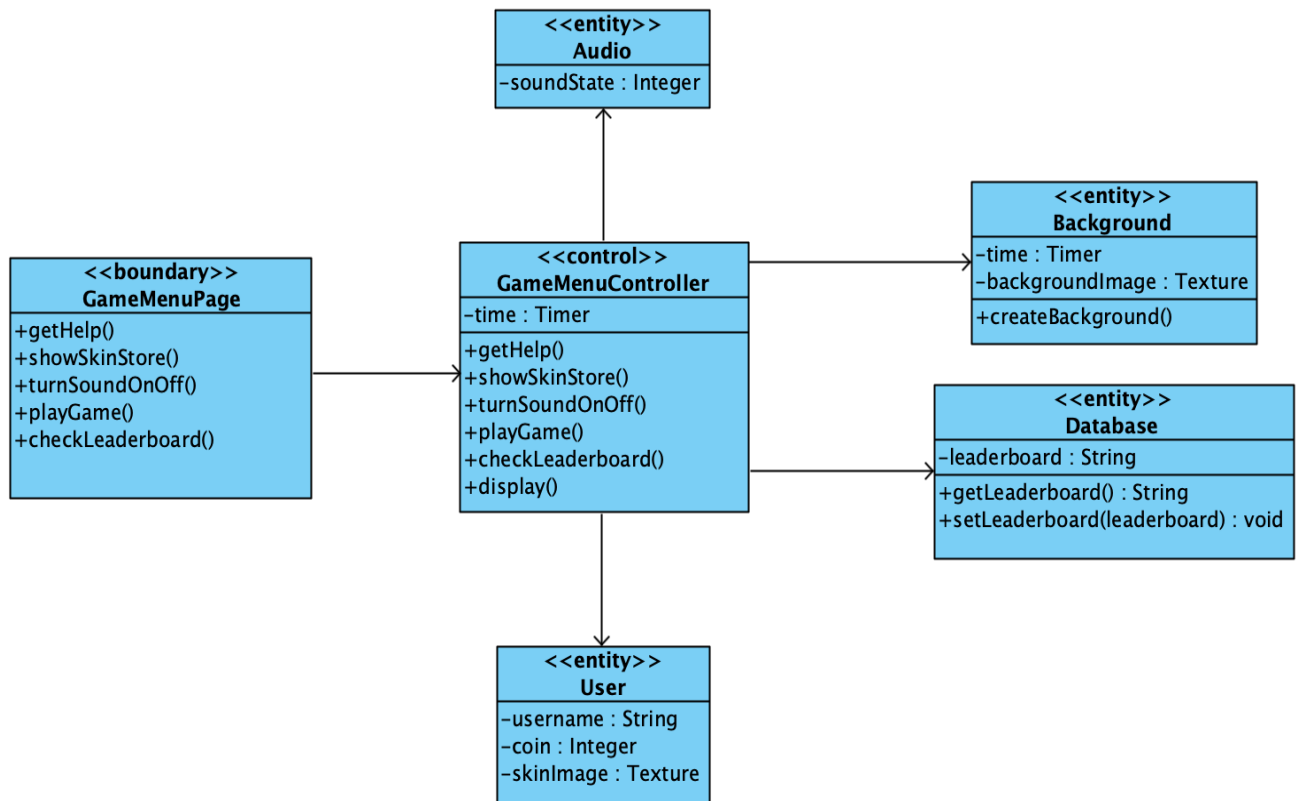 <<entity>>
Audio
-soundState : Integer
<<entity>>
Background
-time : Timer
-backgroundImage : Texture
+createBackground()
<<boundary>>
GameMenuPage
+getHelp()
+showSkinStore()
+turnSoundOnOff()
+playGame()
+checkLeaderboard()
<<control>>
GameMenuController
-time : Timer
+getHelp()
+showSkinStore()
+turnSoundOnOff()
+playGame()
+checkLeaderboard()
+display()
<<entity>>
Database
-leaderboard : String
+getLeaderboard() : String
+setLeaderboard(leaderboard) : void
<<entity>>
User
-username : String
-coin : Integer
-skinImage : Texture